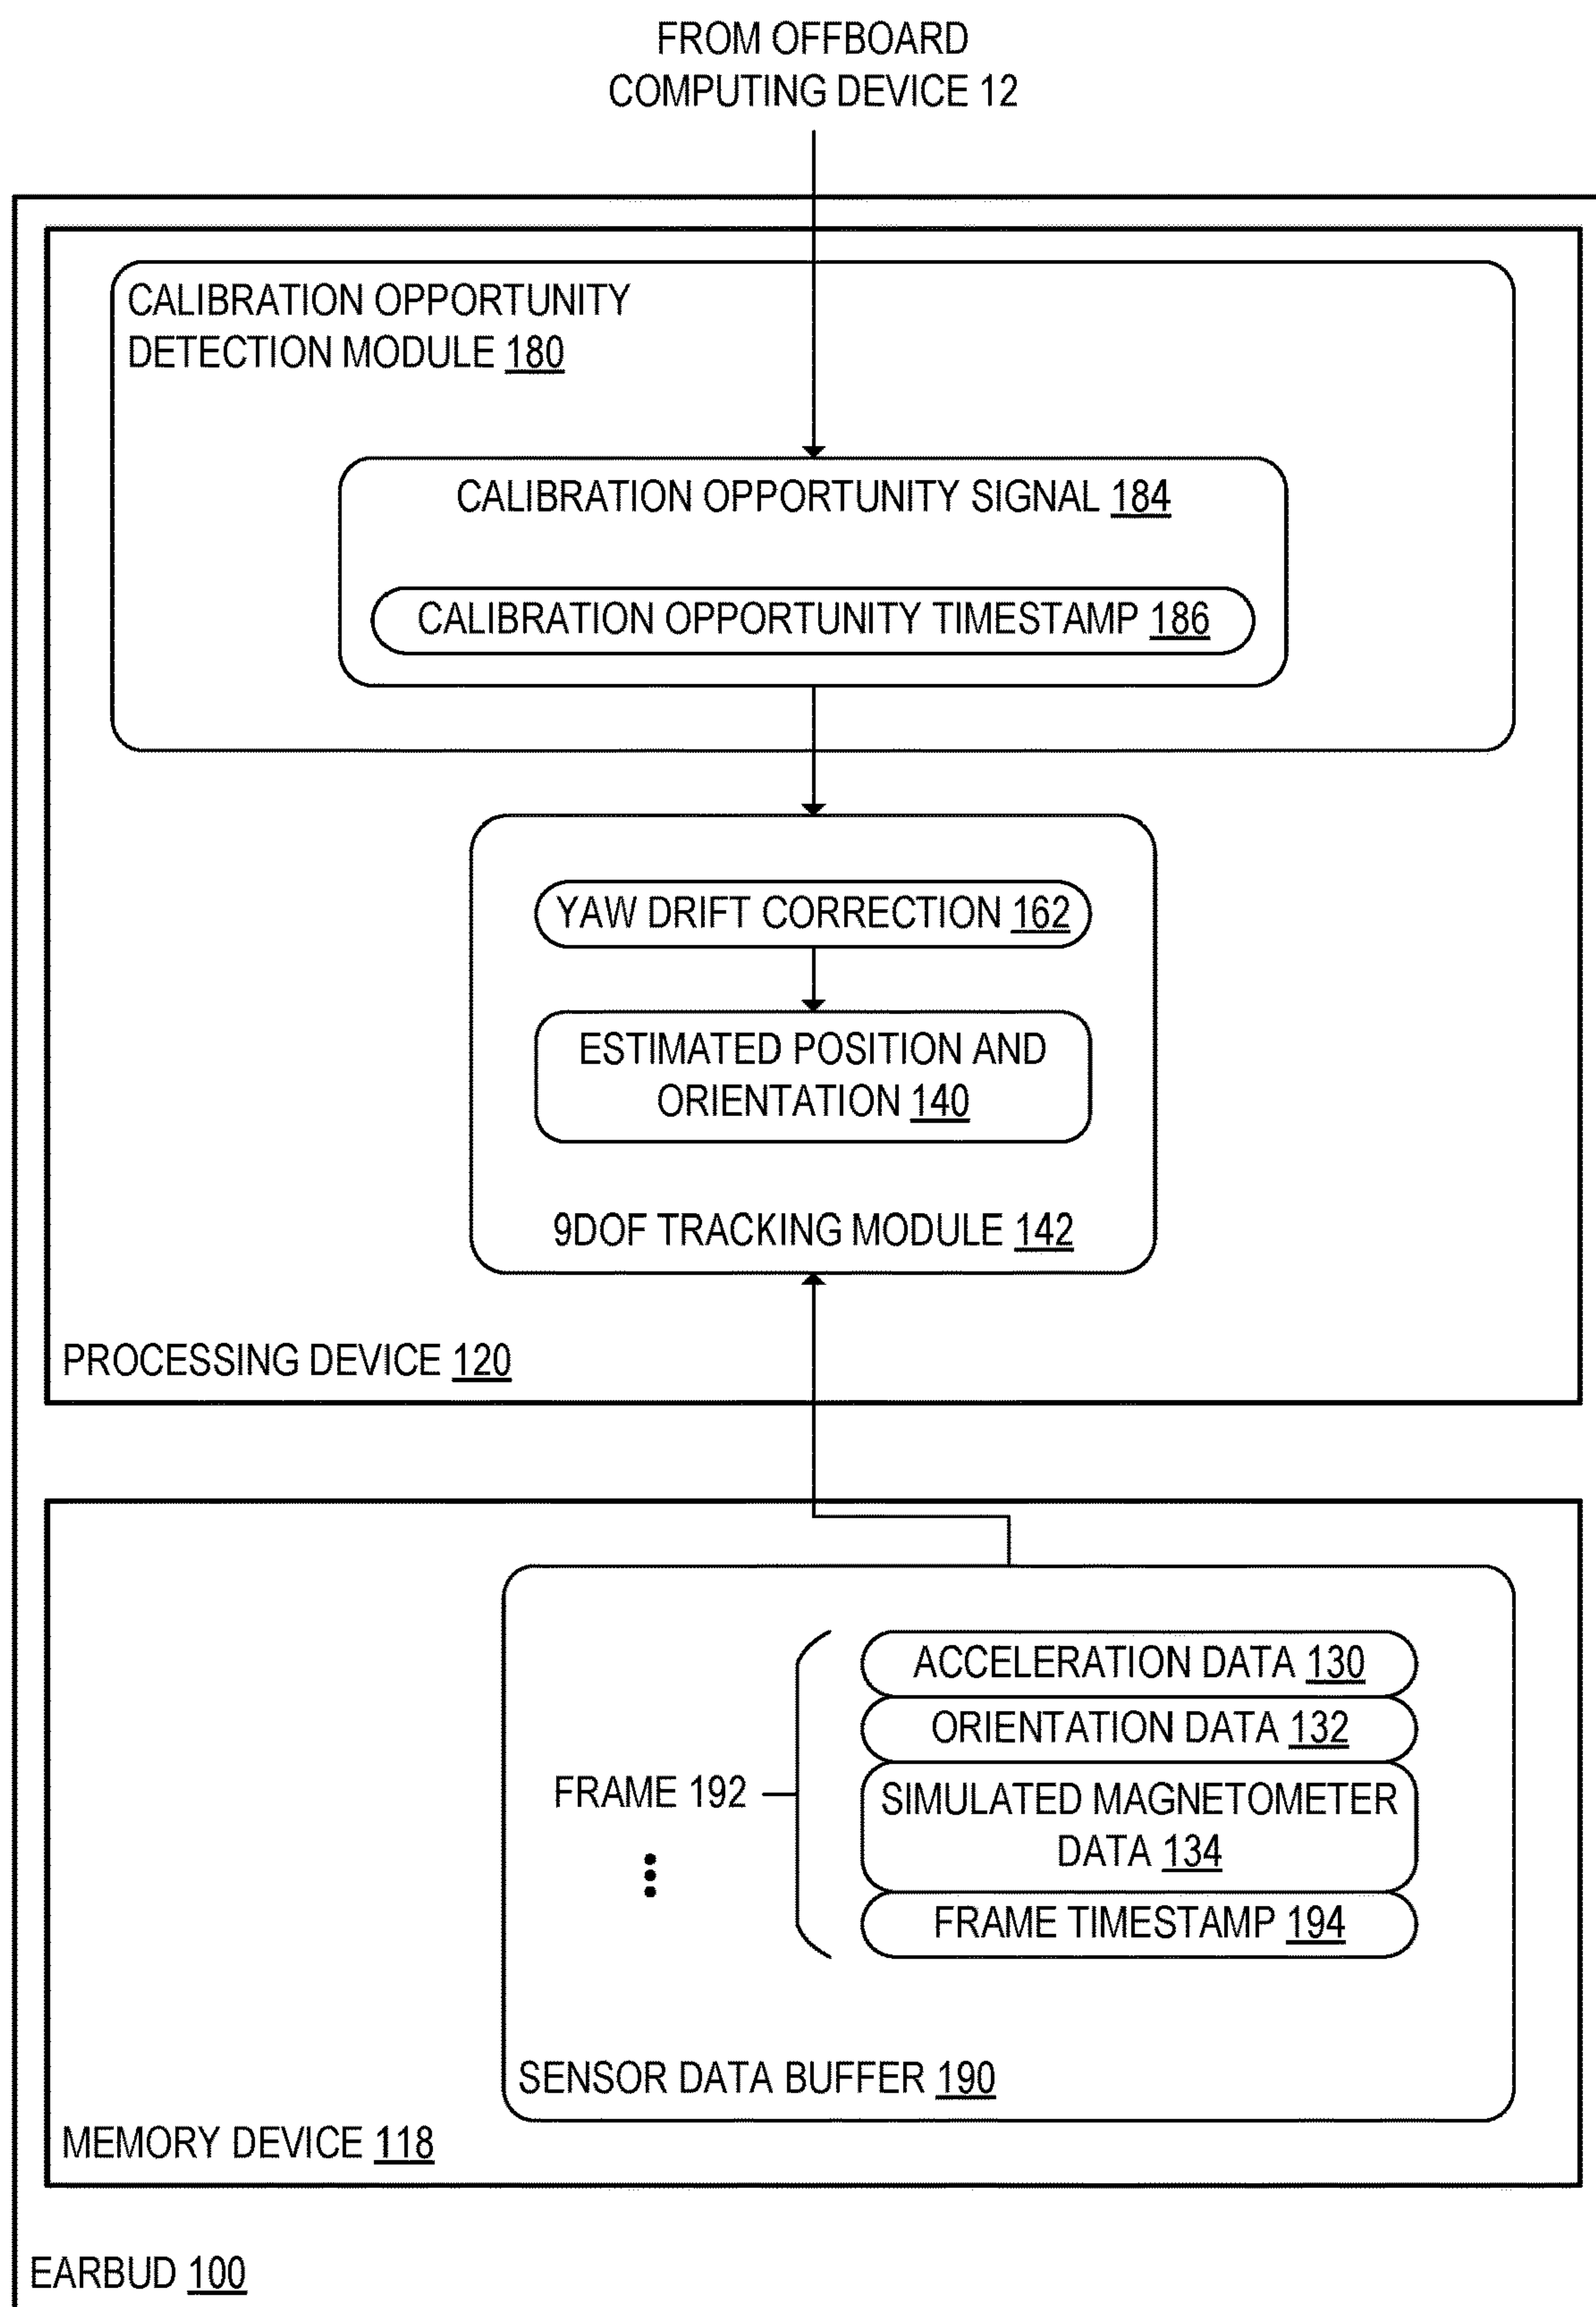 FROM OFFBOARD
COMPUTING DEVICE 12
CALIBRATION OPPORTUNITY
DETECTION MODULE 180
CALIBRATION OPPORTUNITY SIGNAL 184
CALIBRATION OPPORTUNITY TIMESTAMP 186
YAW DRIFT CORRECTION 162
ESTIMATED POSITION AND
ORIENTATION 140
9DOF TRACKING MODULE 142
PROCESSING DEVICE 120
ACCELERATION DATA 130
ORIENTATION DATA 132
FRAME 192
SIMULATED MAGNETOMETER
DATA 134
FRAME TIMESTAMP 194
SENSOR DATA BUFFER 190
MEMORY DEVICE 118
EARBUD 100